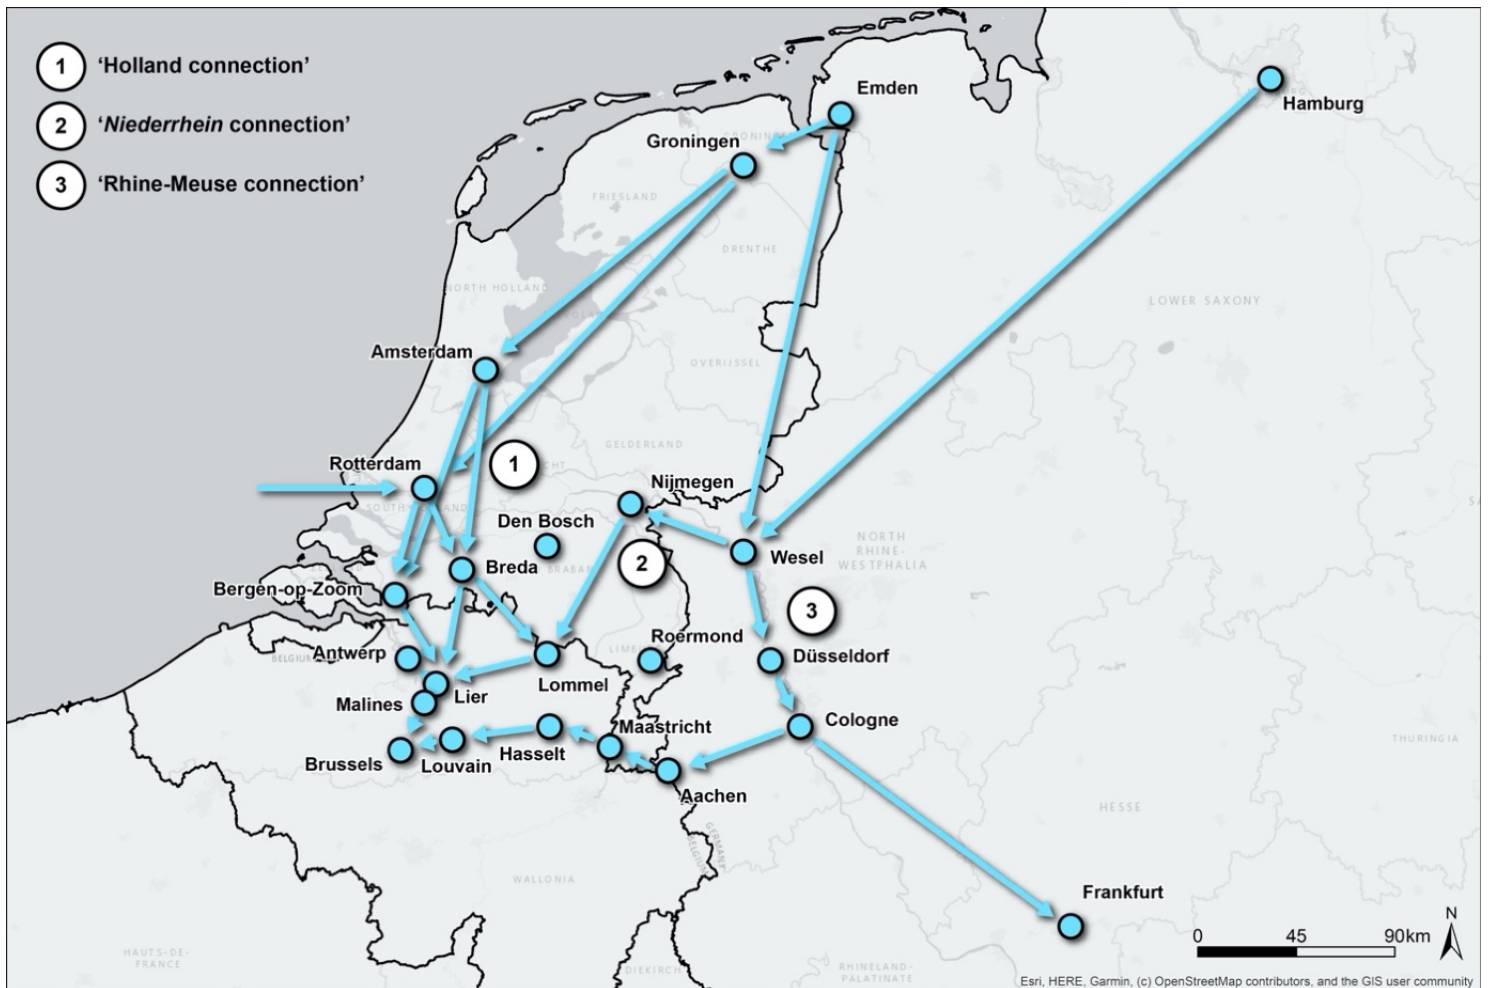 1 ‘Holland connection’
2 ‘Niederrhein connection’
3 ‘Rhine-Meuse connection’
Hamburg
Emden
Groningen
FRIESLAND
DRENTHE
NORTH HOLLAND
LOWER SAXONY
Amsterdam
OVERIJSSEL
GELDERLAND
Rotterdam
1
Nijmegen
Den Bosch
Wesel
NORTH
RHINE-
WESTPHALIA
2
Breda
Bergen-op-Zoom
3
Roermond
Antwerp
Düsseldorf
Lommel
Lier
Malines
Maastricht
Cologne
Hasselt
Brussels
Louvain
THURINGIA
Aachen
HESSE
GERMANY
BELGIUM
WALLONIA
Frankfurt
N
0 45 90km
HAUTS-DE-
FRANCE
DIEKIRCH
RHINELAND-
PALATINATE
Esri, HERE, Garmin, (c) OpenStreetMap contributors, and the GIS user community